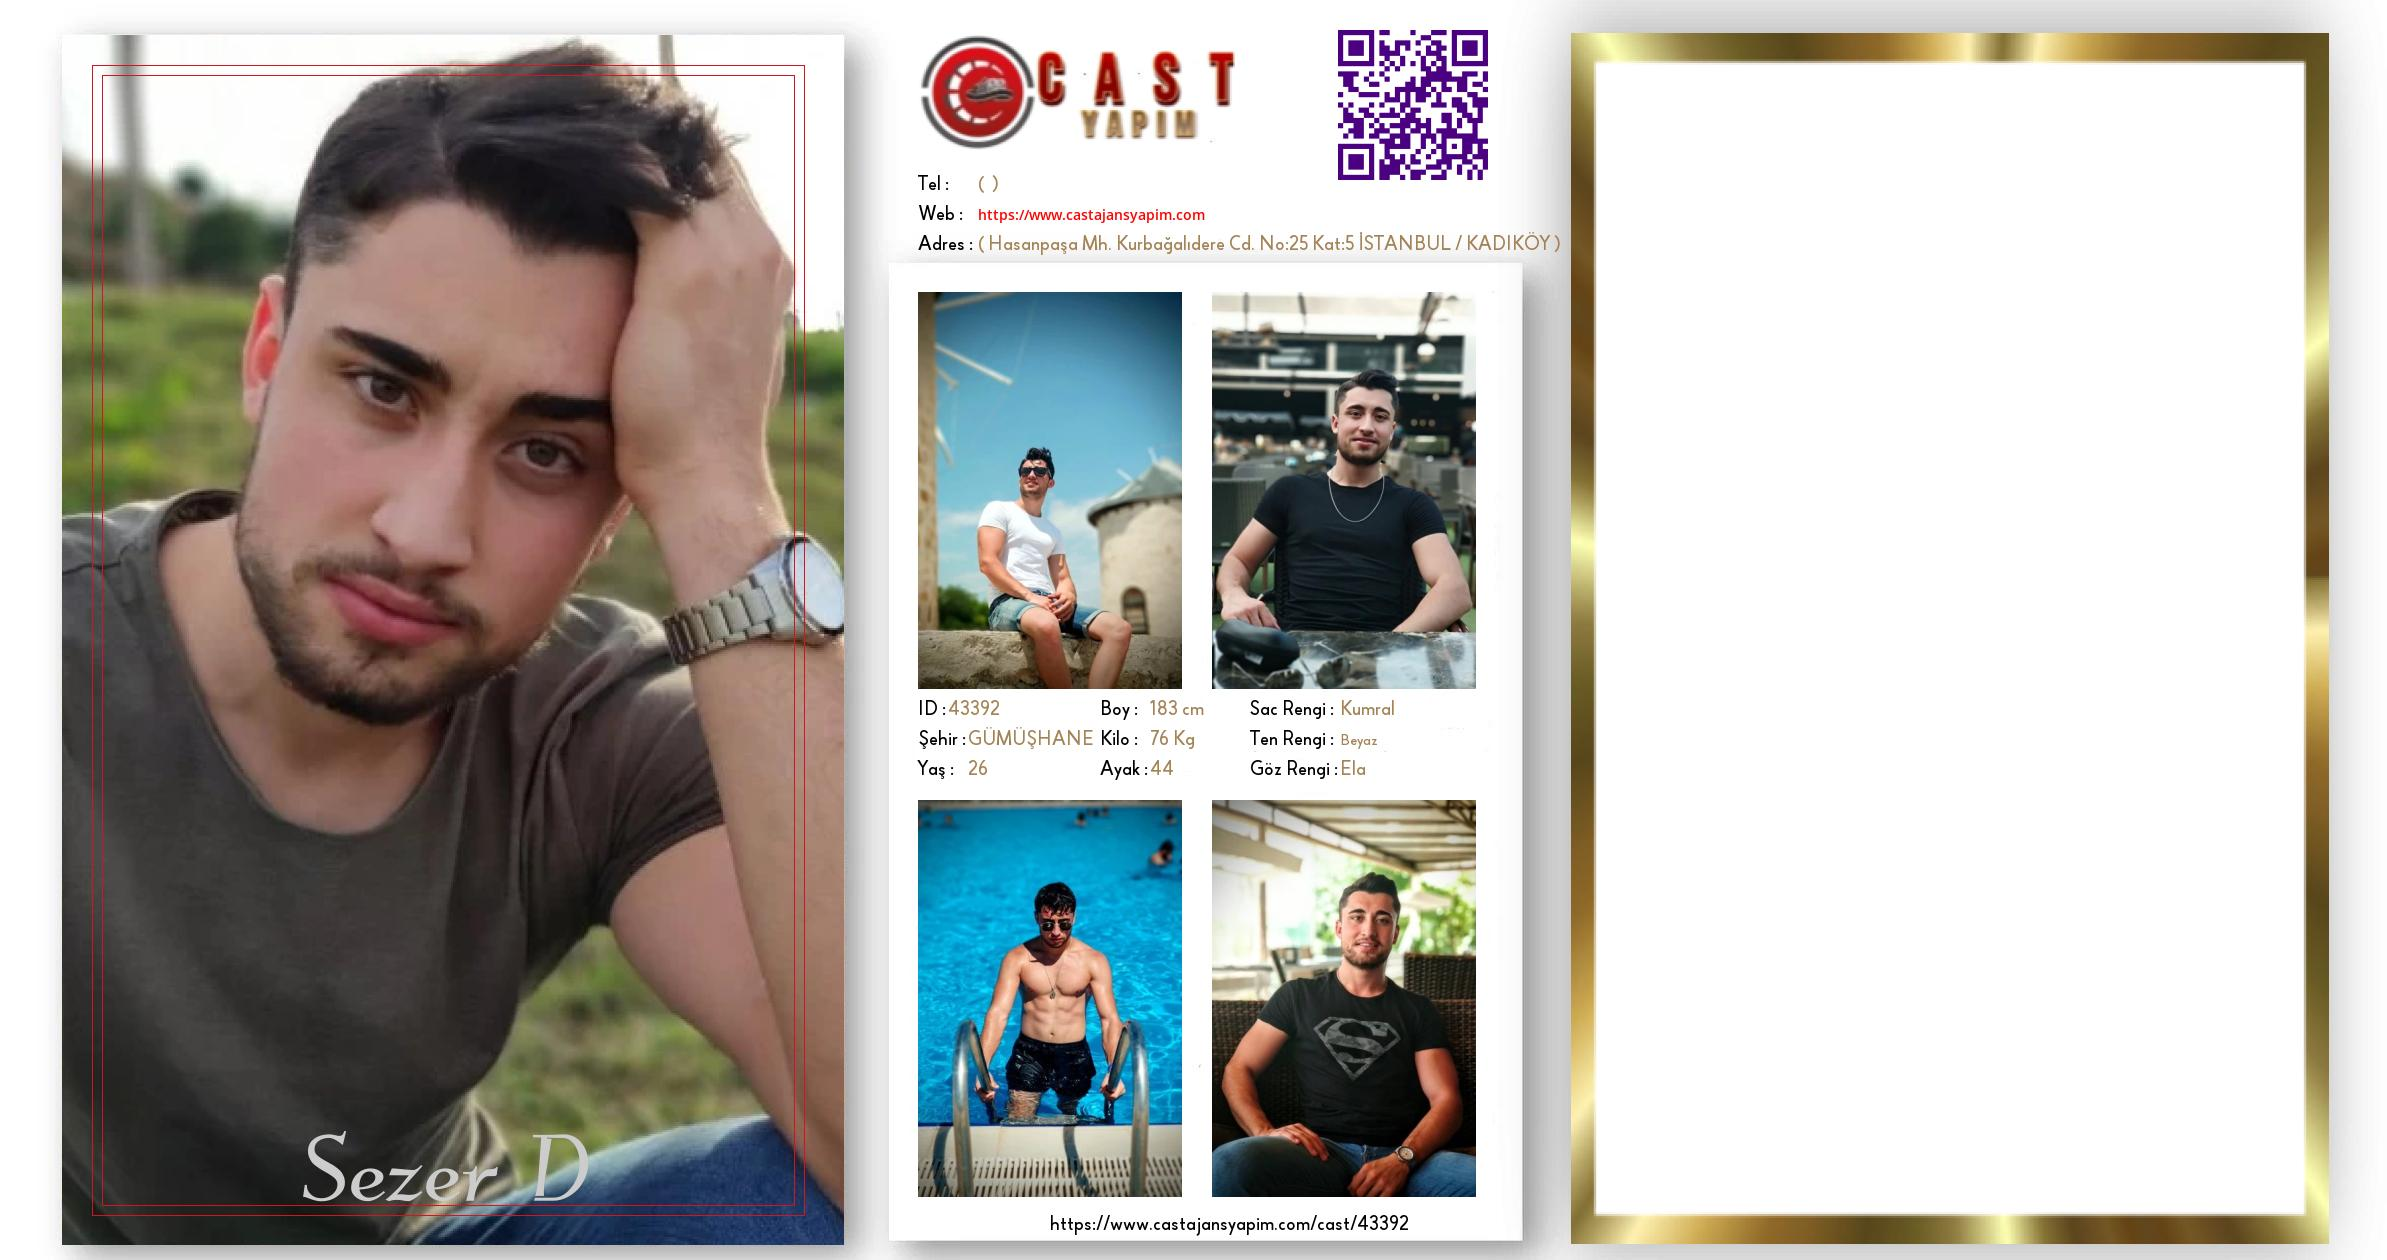 Sezer D
CAST
YAPIM
Tel : ( )
Web : https://www.castajansyapim.com
Adres : ( Hasanpaşa Mh. Kurbağalıdere Cd. No:25 Kat:5 İSTANBUL / KADIKÖY )
ID : 43392 Boy : 183 cm Sac Rengi : Kumral
Şehir : GÜMÜŞHANE Kilo : 76 Kg Ten Rengi : Beyaz
Yaş : 26 Ayak : 44 Göz Rengi : Ela
https://www.castajansyapim.com/cast/43392